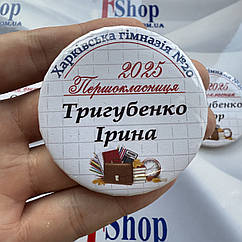 Shop
Харківська гімназія №20
2025
Першокласниця
Тригубенко
Ірина
Shop